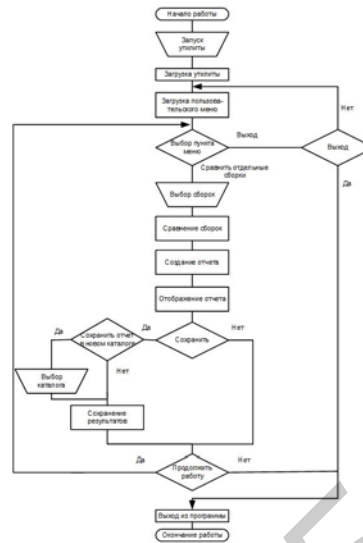 Начало работы
Запуск
утилиты
Загрузка утилиты
Загрузка пользова-
тельского меню
Нет
Выбор пункта
меню
Выход
Выход
Сравнить отдельные
сборки
Да
Выбор сборок
Сравнение сборок
Создание отчета
Отображение отчета
Да
Сохранить отчет
в новом каталоге
Да
Сохранить
Нет
Выбор
каталога
Нет
Сохранение
результатов
Да
Продолжить
работу
Нет
Выход из программы
Окончание работы